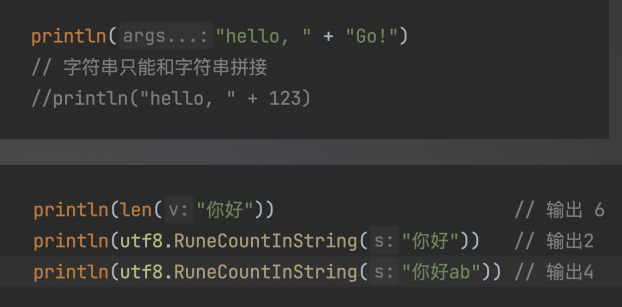 println(args...:"hello, " + "Go!")
// 字符串只能和字符串拼接
//println("hello, " + 123)
println(len(v:"你好")) // 输出 6
println(utf8.RuneCountInString(s:"你好")) // 输出2
println(utf8.RuneCountInString(s:"你好ab")) // 输出4